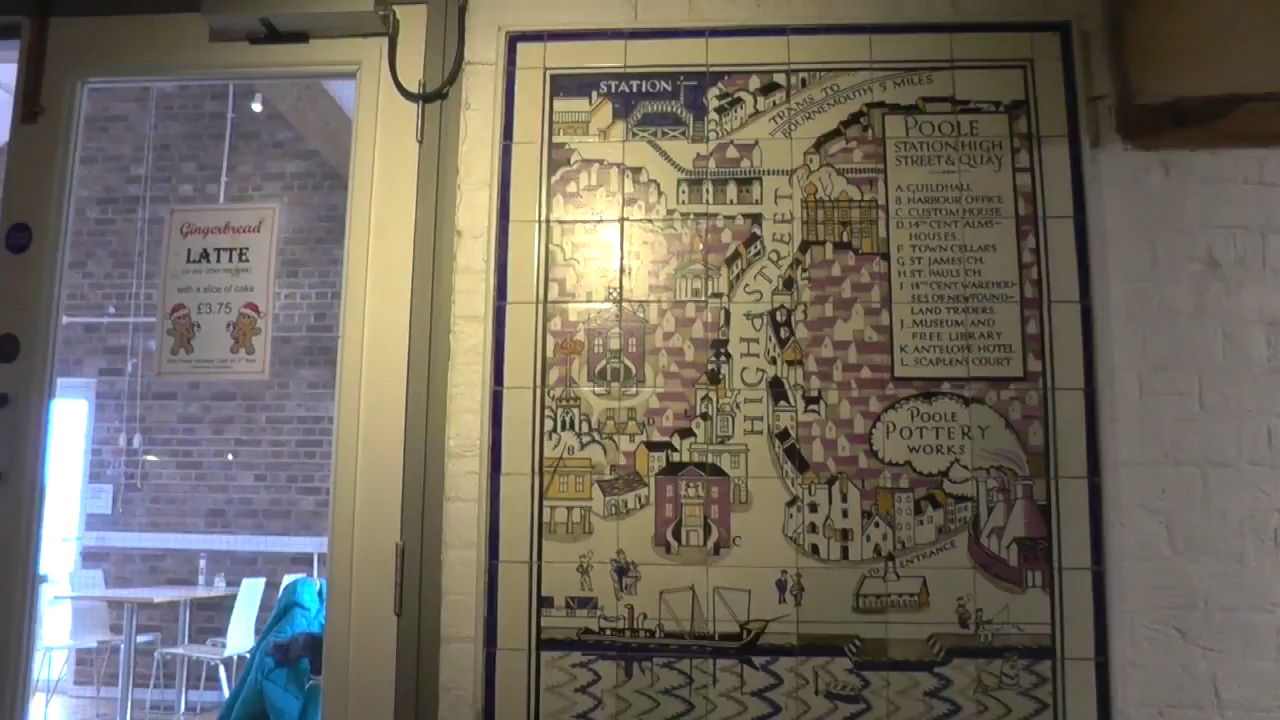 Gingerbread
LATTE
with a slice of cake
£3.75
STATION
TRAMS TO
BOURNEMOUTH 5 MILES
HIGH STREET
POOLE
STATION HIGH
STREET & QUAY
A GUILDHALL
B HARBOUR OFFICE
C CUSTOM HOUSE
D 14TH CENT. ALMS-
HOUSES.
F TOWN CELLARS
G ST. JAMES CH.
H ST. PAULS CH.
I 18TH CENT. WAREHOU-
SES OF NEWFOUND-
LAND TRADERS.
J MUSEUM AND
FREE LIBRARY
K ANTELOPE HOTEL
L SCAPLENS COURT
POOLE
POTTERY
WORKS
L
D
B
F
C
TO ENTRANCE